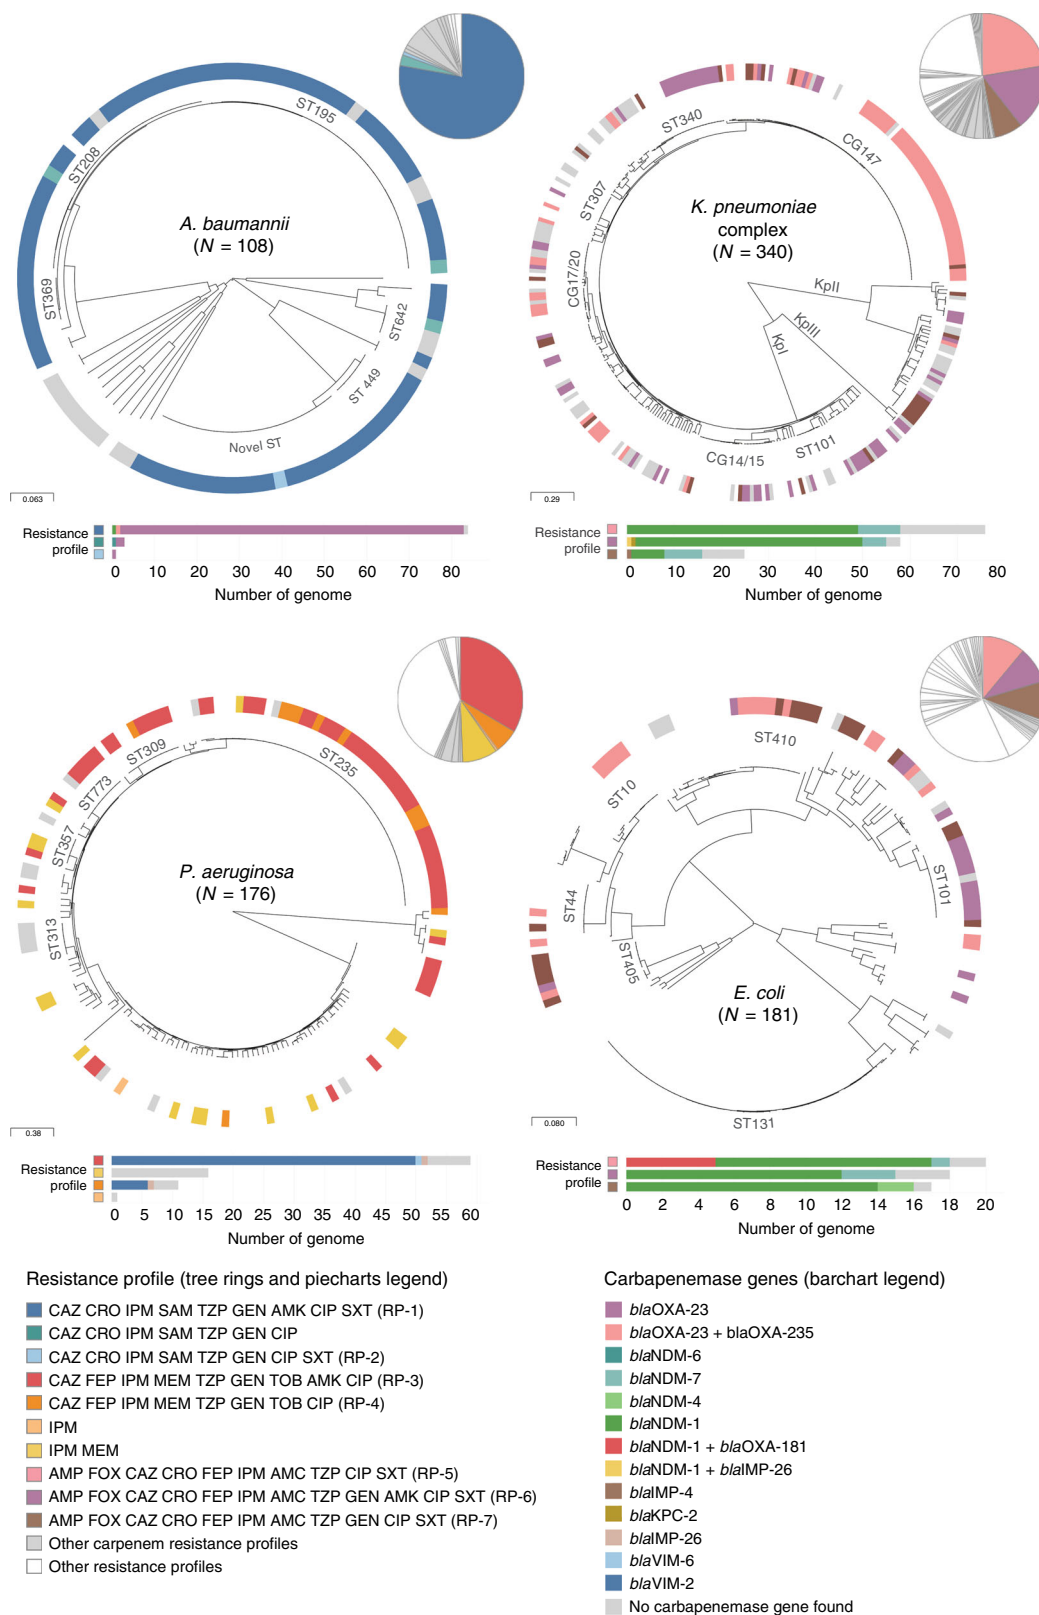 ST195
ST208
ST369
A. baumannii
(N = 108)
ST642
ST 449
Novel ST
0.063
Resistance
profile
0 10 20 30 40 50 60 70 80
Number of genome
ST340
CG147
ST307
K. pneumoniae
complex
(N = 340)
CG17/20
KpII
KpIII
KpI
ST101
CG14/15
0.29
Resistance
profile
0 10 20 30 40 50 60 70 80
Number of genome
ST309
ST235
ST773
ST357
P. aeruginosa
(N = 176)
ST313
0.38
Resistance
profile
0 5 10 15 20 25 30 35 40 45 50 60
Number of genome
ST410
ST10
ST101
ST44
ST405
E. coli
(N = 181)
ST131
0.080
Resistance
profile
0 2 4 6 8 10 12 14 16 18 20
Number of genome
Resistance profile (tree rings and piecharts legend)
CAZ CRO IPM SAM TZP GEN AMK CIP SXT (RP-1)
CAZ CRO IPM SAM TZP GEN CIP
CAZ CRO IPM SAM TZP GEN CIP SXT (RP-2)
CAZ FEP IPM MEM TZP GEN TOB AMK CIP (RP-3)
CAZ FEP IPM MEM TZP GEN TOB CIP (RP-4)
IPM
IPM MEM
AMP FOX CAZ CRO FEP IPM AMC TZP CIP SXT (RP-5)
AMP FOX CAZ CRO FEP IPM AMC TZP GEN AMK CIP SXT (RP-6)
AMP FOX CAZ CRO FEP IPM AMC TZP GEN CIP SXT (RP-7)
Other carpenem resistance profiles
Other resistance profiles
Carbapenemase genes (barchart legend)
blaOXA-23
blaOXA-23 + blaOXA-235
blaNDM-6
blaNDM-7
blaNDM-4
blaNDM-1
blaNDM-1 + blaOXA-181
blaNDM-1 + blaIMP-26
blaIMP-4
blaKPC-2
blaIMP-26
blaVIM-6
blaVIM-2
No carbapenemase gene found